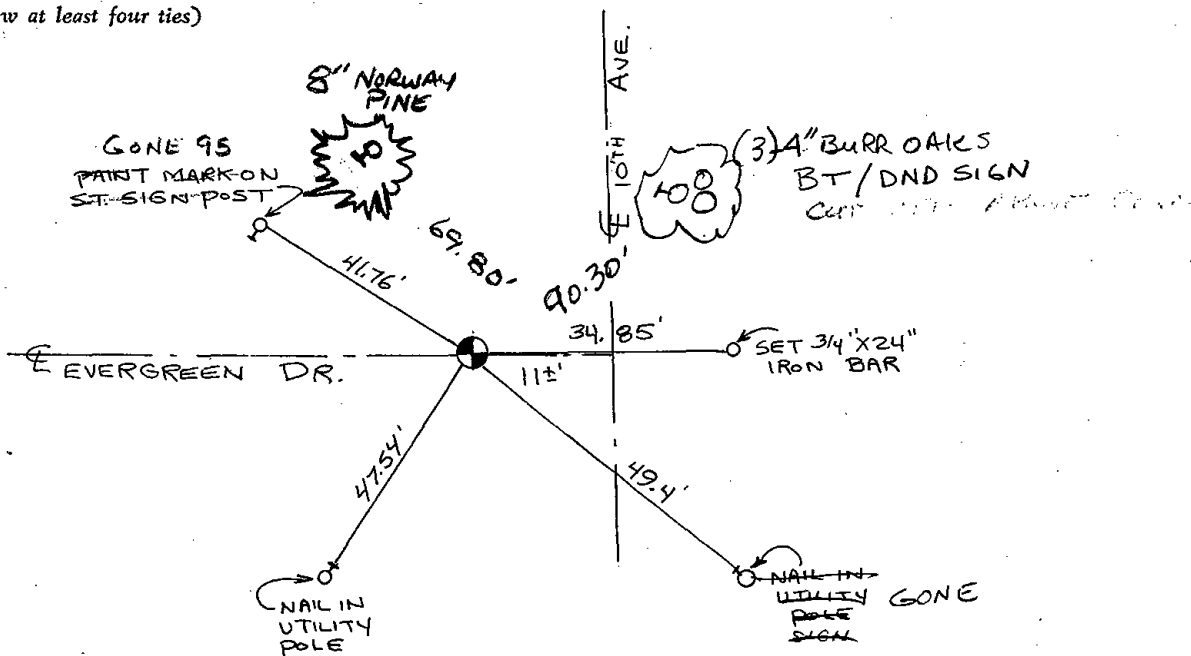 w at least four ties)
8" NORWAY
PINE
GONE 95
PAINT MARK ON
ST. SIGN POST
10TH AVE.
(3) 4" BURR OAKS
BT / DND SIGN
69.80'
90.30'
41.76'
34.85'
SET 3/4"X24"
IRON BAR
℄ EVERGREEN DR.
11±'
47.54'
49.4'
NAIL IN
UTILITY
POLE
NAIL IN
UTILITY
POLE
SIGN
GONE